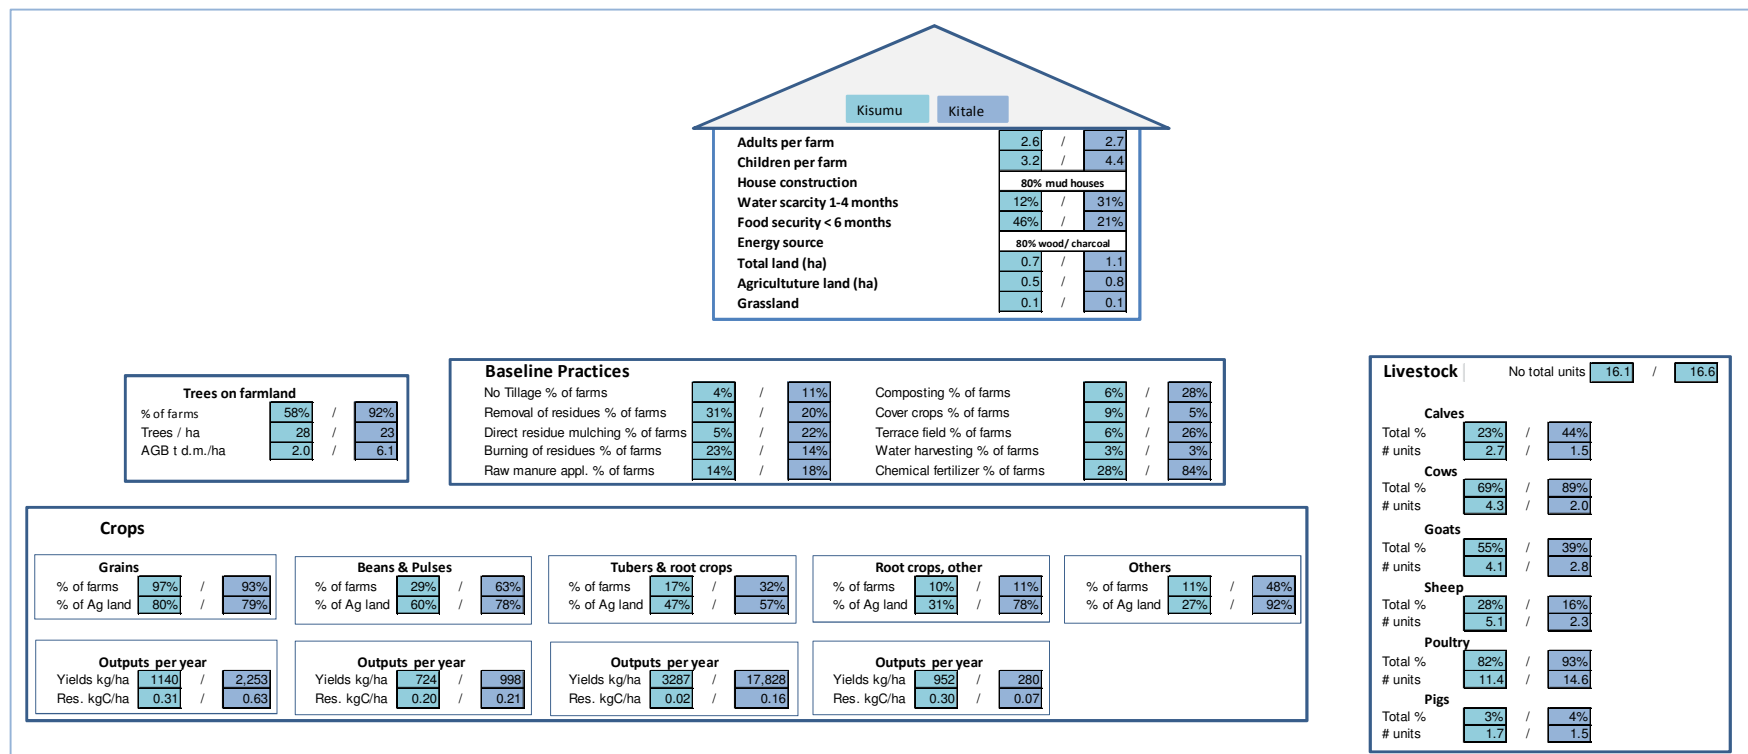 Kisumu Kitale
Adults per farm 2.6 / 2.7
Children per farm 3.2 / 4.4
House construction 80% mud houses
Water scarcity 1-4 months 12% / 31%
Food security < 6 months 46% / 21%
Energy source 80% wood/ charcoal
Total land (ha) 0.7 / 1.1
Agricultuture land (ha) 0.5 / 0.8
Grassland 0.1 / 0.1
Trees on farmland
% of farms 58% / 92%
Trees / ha 28 / 23
AGB t d.m./ha 2.0 / 6.1
Baseline Practices
No Tillage % of farms 4% / 11% Composting % of farms 6% / 28%
Removal of residues % of farms 31% / 20% Cover crops % of farms 9% / 5%
Direct residue mulching % of farms 5% / 22% Terrace field % of farms 6% / 26%
Burning of residues % of farms 23% / 14% Water harvesting % of farms 3% / 3%
Raw manure appl. % of farms 14% / 18% Chemical fertilizer % of farms 28% / 84%
Livestock No total units 16.1 / 16.6
Calves
Total % 23% / 44%
# units 2.7 / 1.5
Cows
Total % 69% / 89%
# units 4.3 / 2.0
Goats
Total % 55% / 39%
# units 4.1 / 2.8
Sheep
Total % 28% / 16%
# units 5.1 / 2.3
Poultry
Total % 82% / 93%
# units 11.4 / 14.6
Pigs
Total % 3% / 4%
# units 1.7 / 1.5
Crops
Grains
% of farms 97% / 93%
% of Ag land 80% / 79%
Beans & Pulses
% of farms 29% / 63%
% of Ag land 60% / 78%
Tubers & root crops
% of farms 17% / 32%
% of Ag land 47% / 57%
Root crops, other
% of farms 10% / 11%
% of Ag land 31% / 78%
Others
% of farms 11% / 48%
% of Ag land 27% / 92%
Outputs per year
Yields kg/ha 1140 / 2,253
Res. kgC/ha 0.31 / 0.63
Outputs per year
Yields kg/ha 724 / 998
Res. kgC/ha 0.20 / 0.21
Outputs per year
Yields kg/ha 3287 / 17,828
Res. kgC/ha 0.02 / 0.16
Outputs per year
Yields kg/ha 952 / 280
Res. kgC/ha 0.30 / 0.07